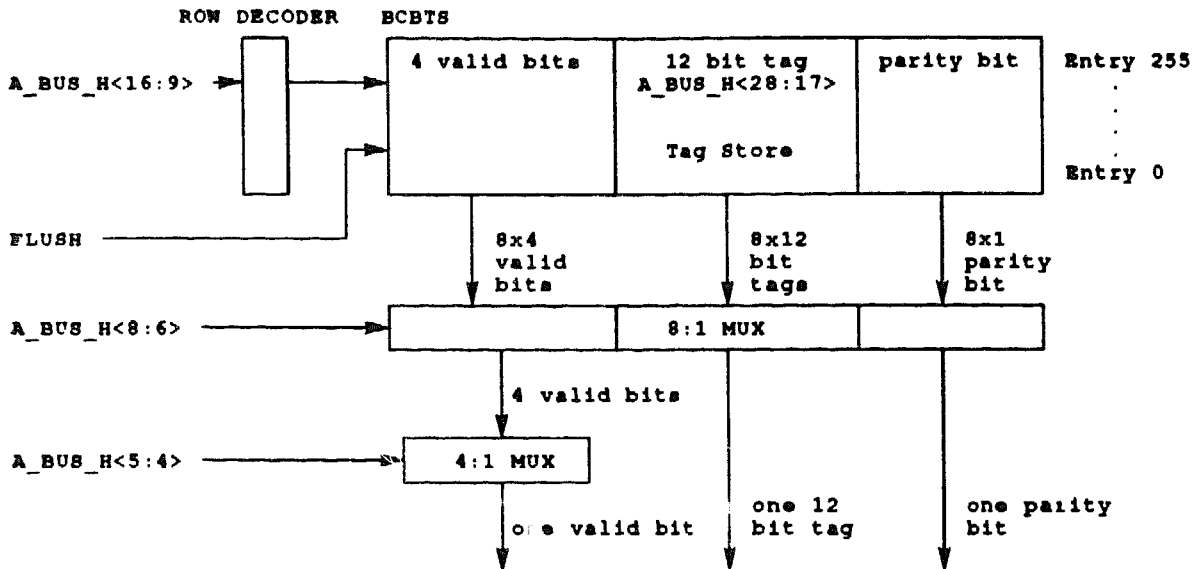 ROW DECODER BCBTS
4 valid bits 12 bit tag parity bit Entry 255
A_BUS_H<16:9> A_BUS_H<28:17> .
.
.
Tag Store .
Entry 0
FLUSH
8x4 8x12 8x1
valid bit parity
bits tags bit
A_BUS_H<8:6> 8:1 MUX
4 valid bits
A_BUS_H<5:4> 4:1 MUX
one 12 one parity
one valid bit bit tag bit